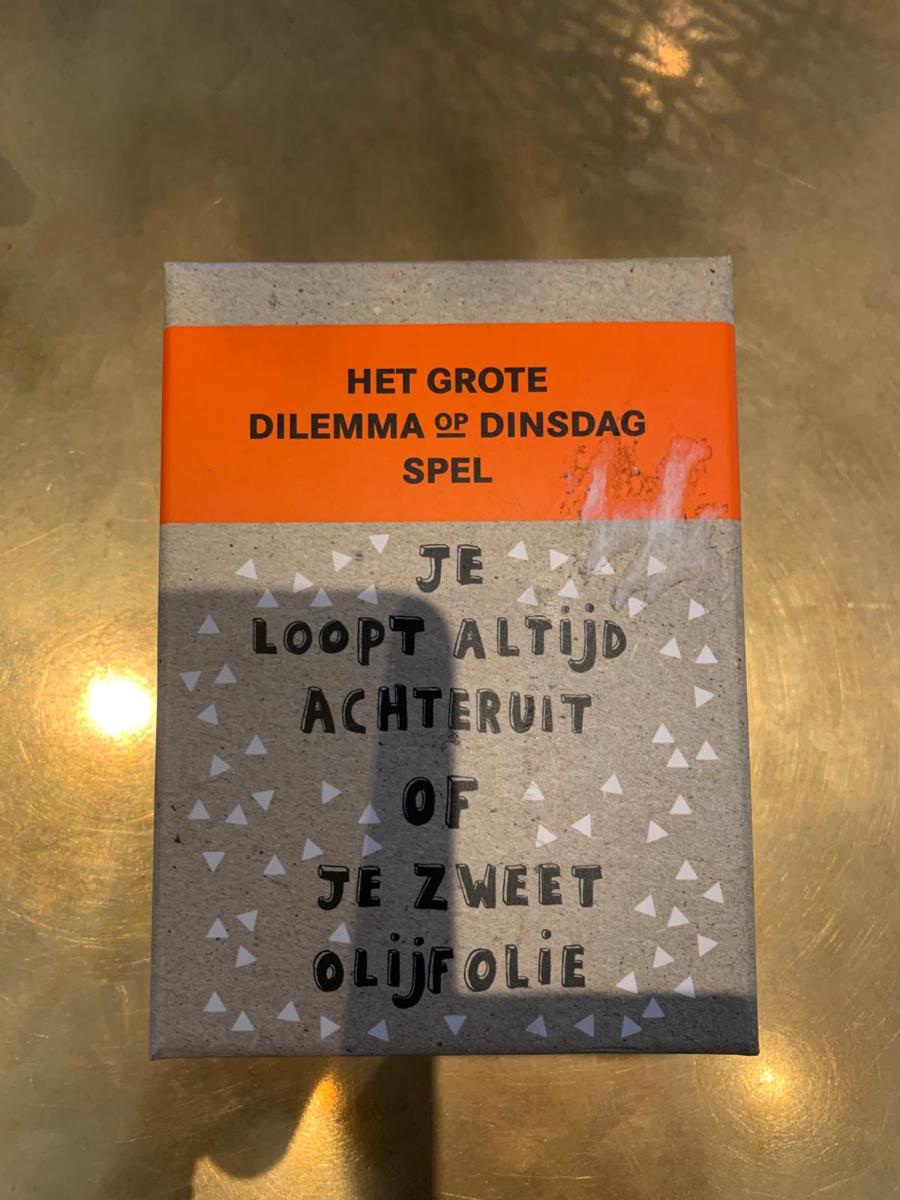 HET GROTE
DILEMMA OP DINSDAG
SPEL
JE
LOOPT ALTIJD
ACHTERUIT
OF
JE ZWEET
OLIJFOLIE